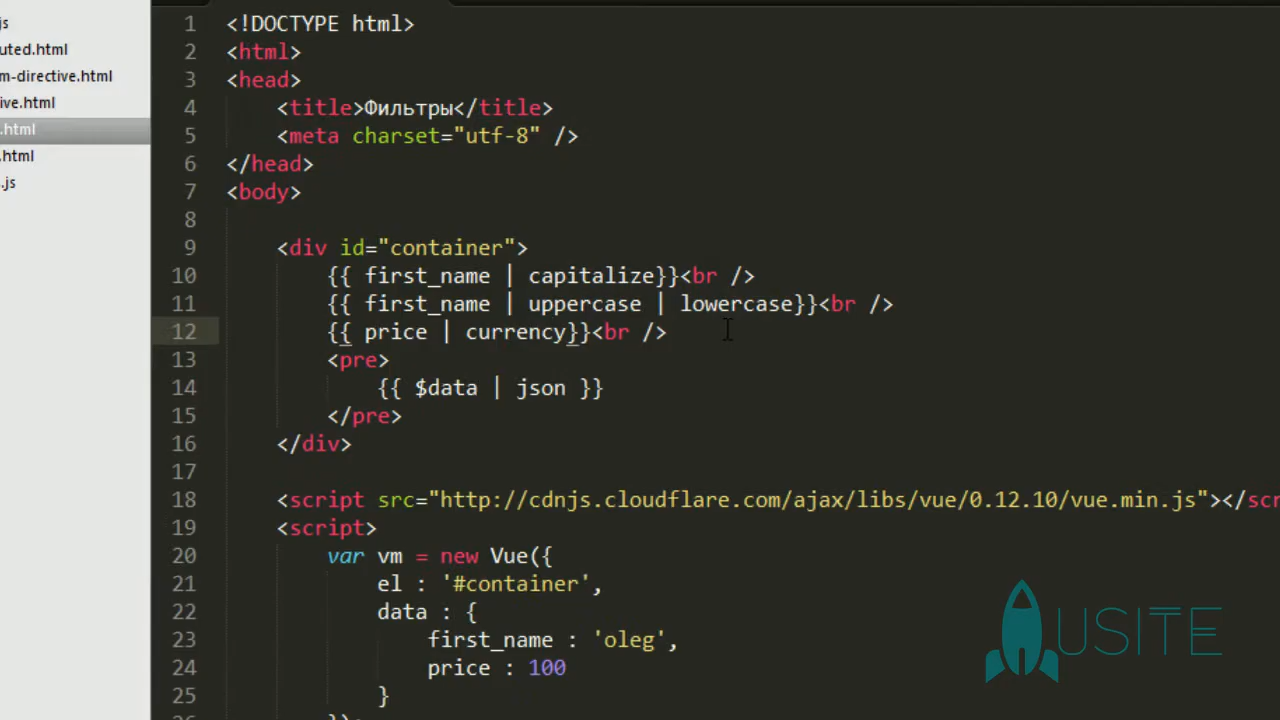 js
uted.html
m-directive.html
ive.html
.html
.html
.js
1 <!DOCTYPE html>
2 <html>
3 <head>
4 <title>Фильтры</title>
5 <meta charset="utf-8" />
6 </head>
7 <body>
8
9 <div id="container">
10 {{ first_name | capitalize}}<br />
11 {{ first_name | uppercase | lowercase}}<br />
12 {{ price | currency}}<br />
13 <pre>
14 {{ $data | json }}
15 </pre>
16 </div>
17
18 <script src="http://cdnjs.cloudflare.com/ajax/libs/vue/0.12.10/vue.min.js"></scr
19 <script>
20 var vm = new Vue({
21 el : '#container',
22 data : {
23 first_name : 'oleg',
24 price : 100
25 }
USITE